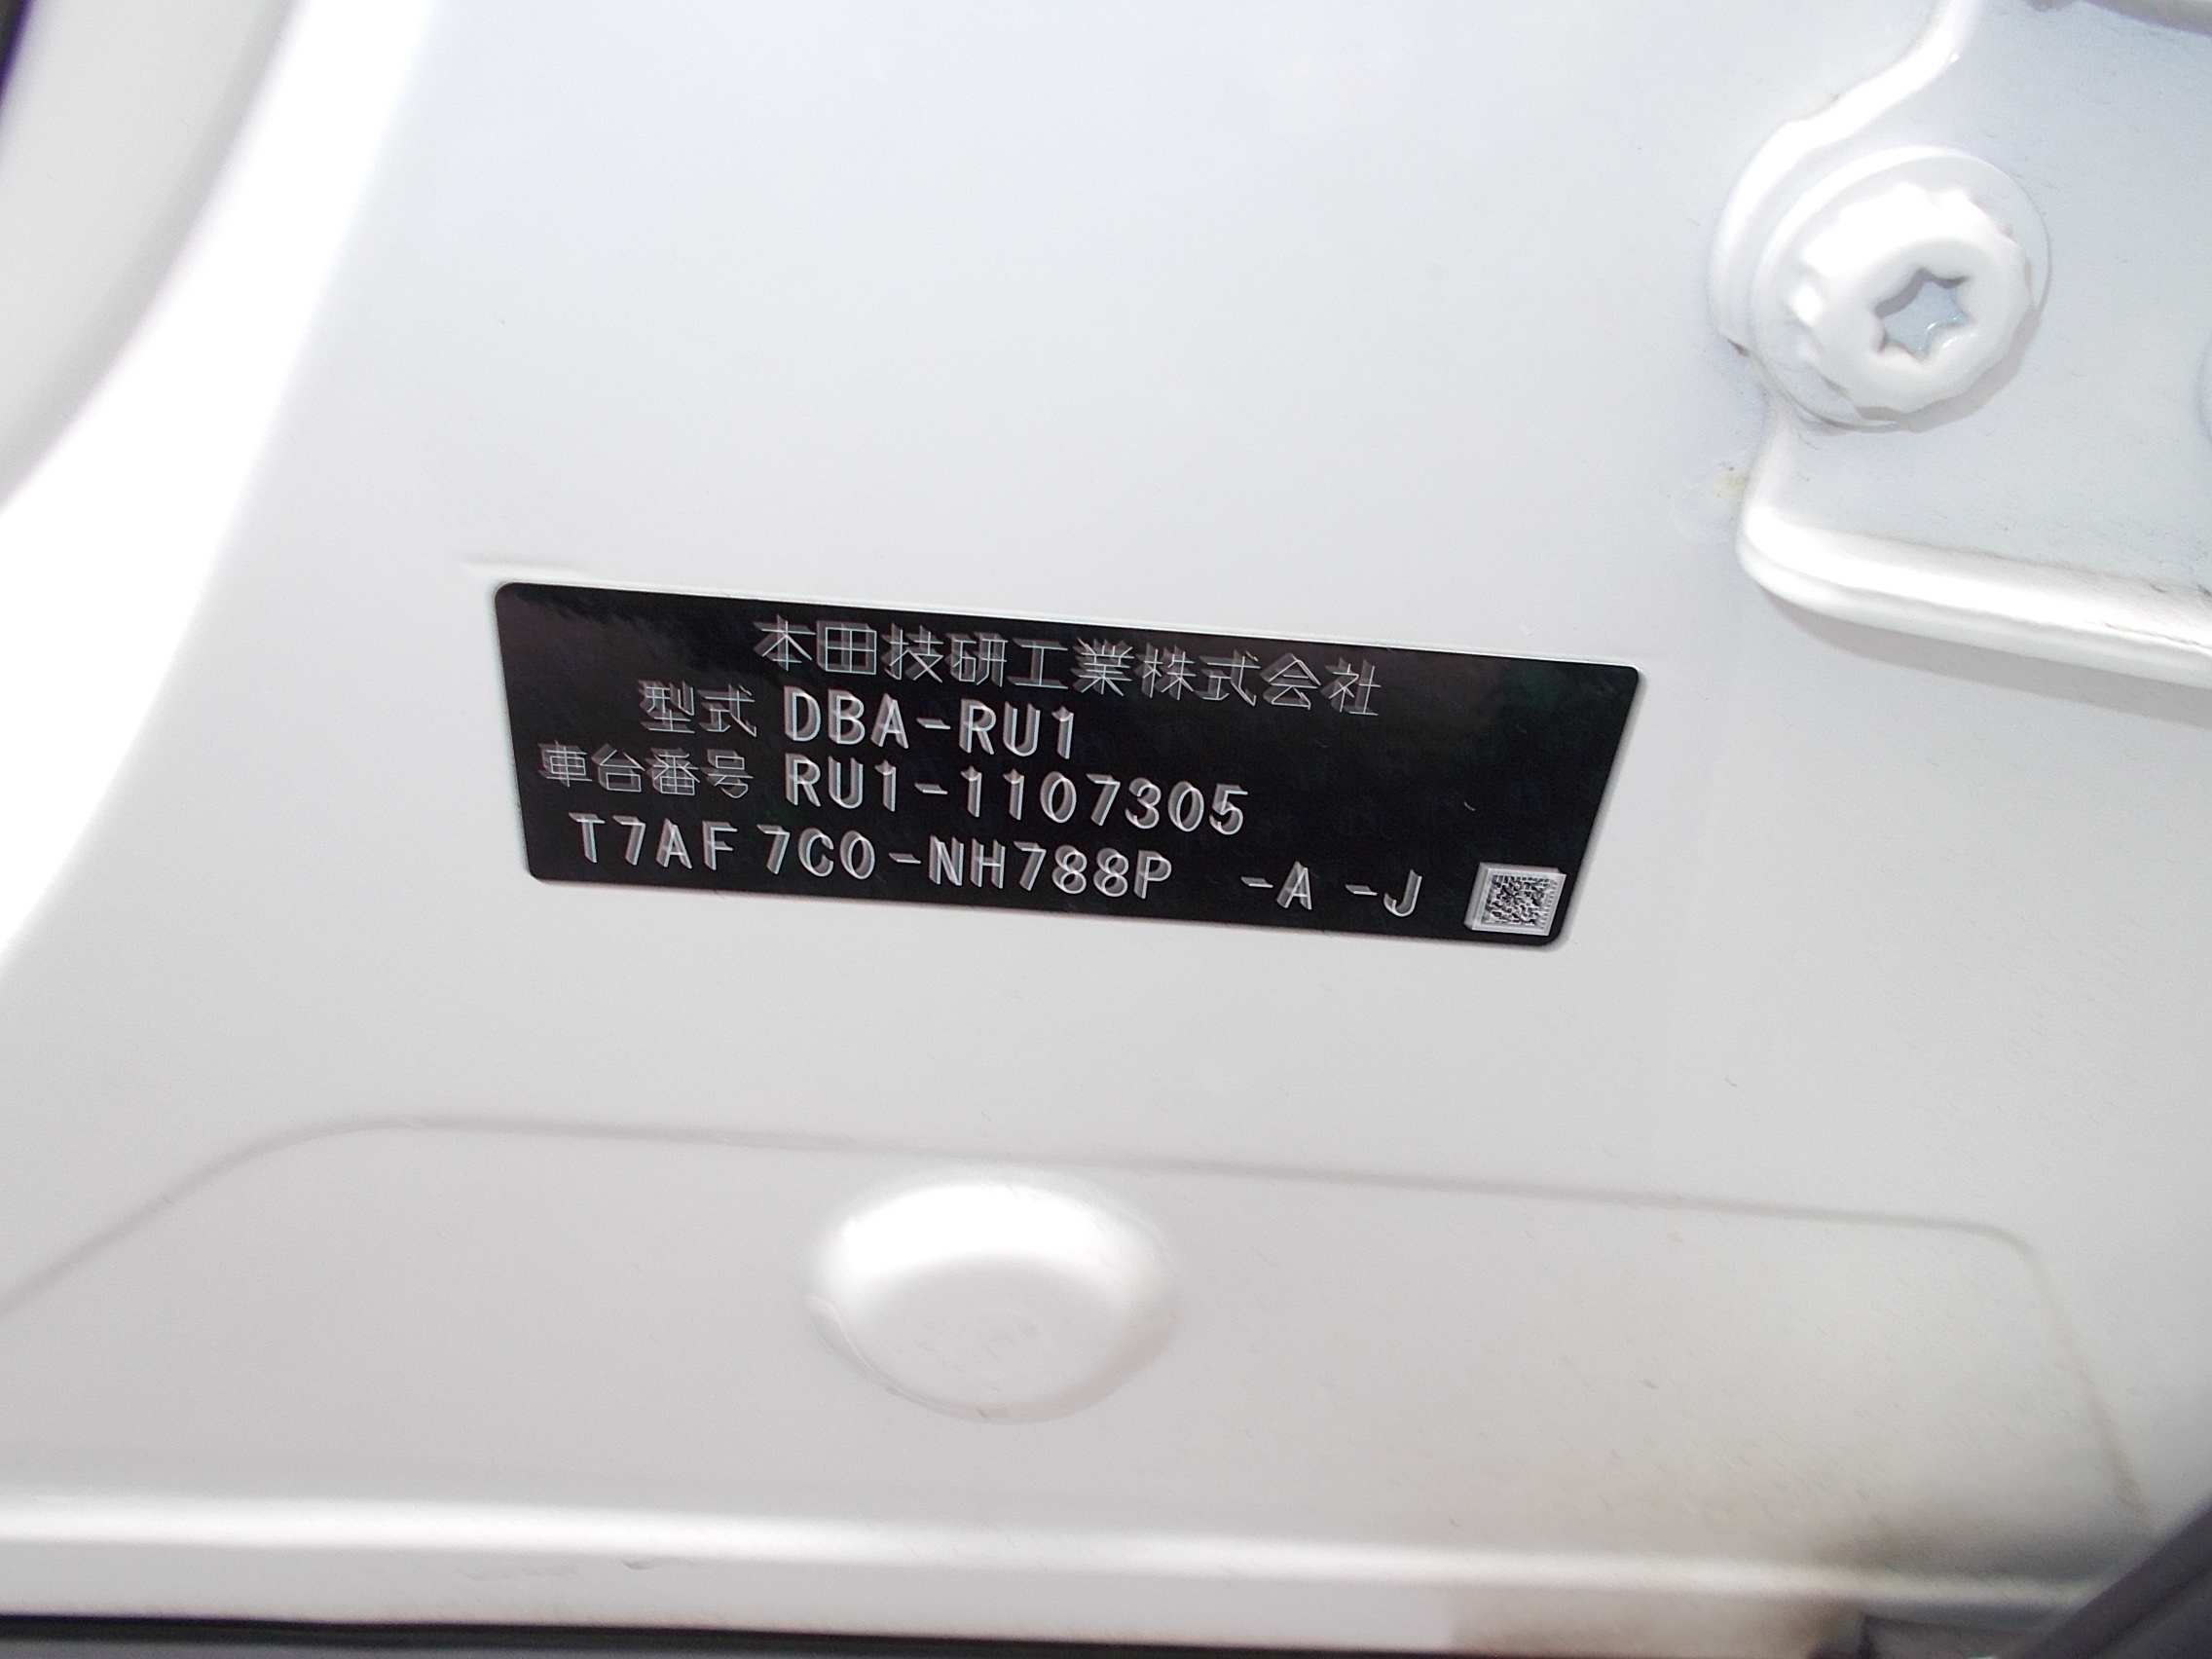 本田技研工業株式会社
型式 DBA-RU1
車台番号 RU1-1107305
T7AF 7C0-NH788P -A -J